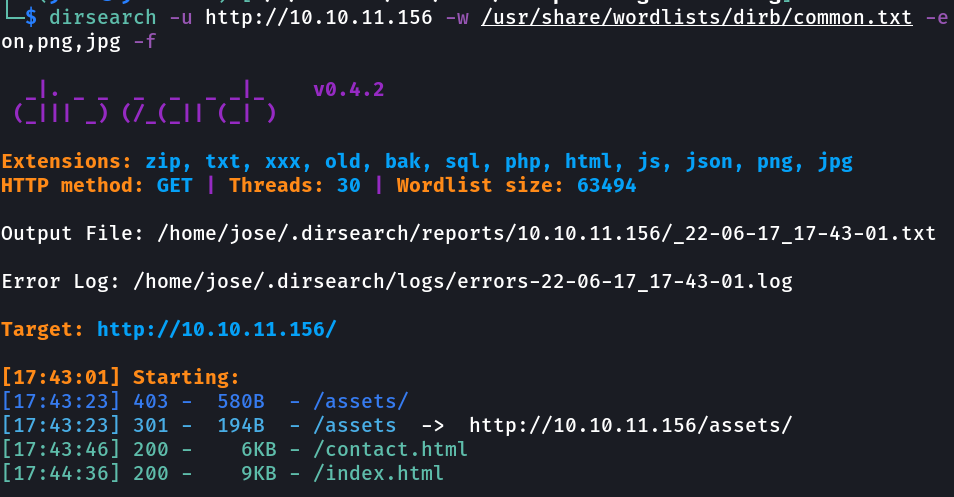 └─$ dirsearch -u http://10.10.11.156 -w /usr/share/wordlists/dirb/common.txt -e
on,png,jpg -f
_|. _ _ _ _ _ _|_ v0.4.2
(_||| _) (/_(_|| (_| )
Extensions: zip, txt, xxx, old, bak, sql, php, html, js, json, png, jpg
HTTP method: GET | Threads: 30 | Wordlist size: 63494
Output File: /home/jose/.dirsearch/reports/10.10.11.156/_22-06-17_17-43-01.txt
Error Log: /home/jose/.dirsearch/logs/errors-22-06-17_17-43-01.log
Target: http://10.10.11.156/
[17:43:01] Starting:
[17:43:23] 403 - 580B - /assets/
[17:43:23] 301 - 194B - /assets -> http://10.10.11.156/assets/
[17:43:46] 200 - 6KB - /contact.html
[17:44:36] 200 - 9KB - /index.html